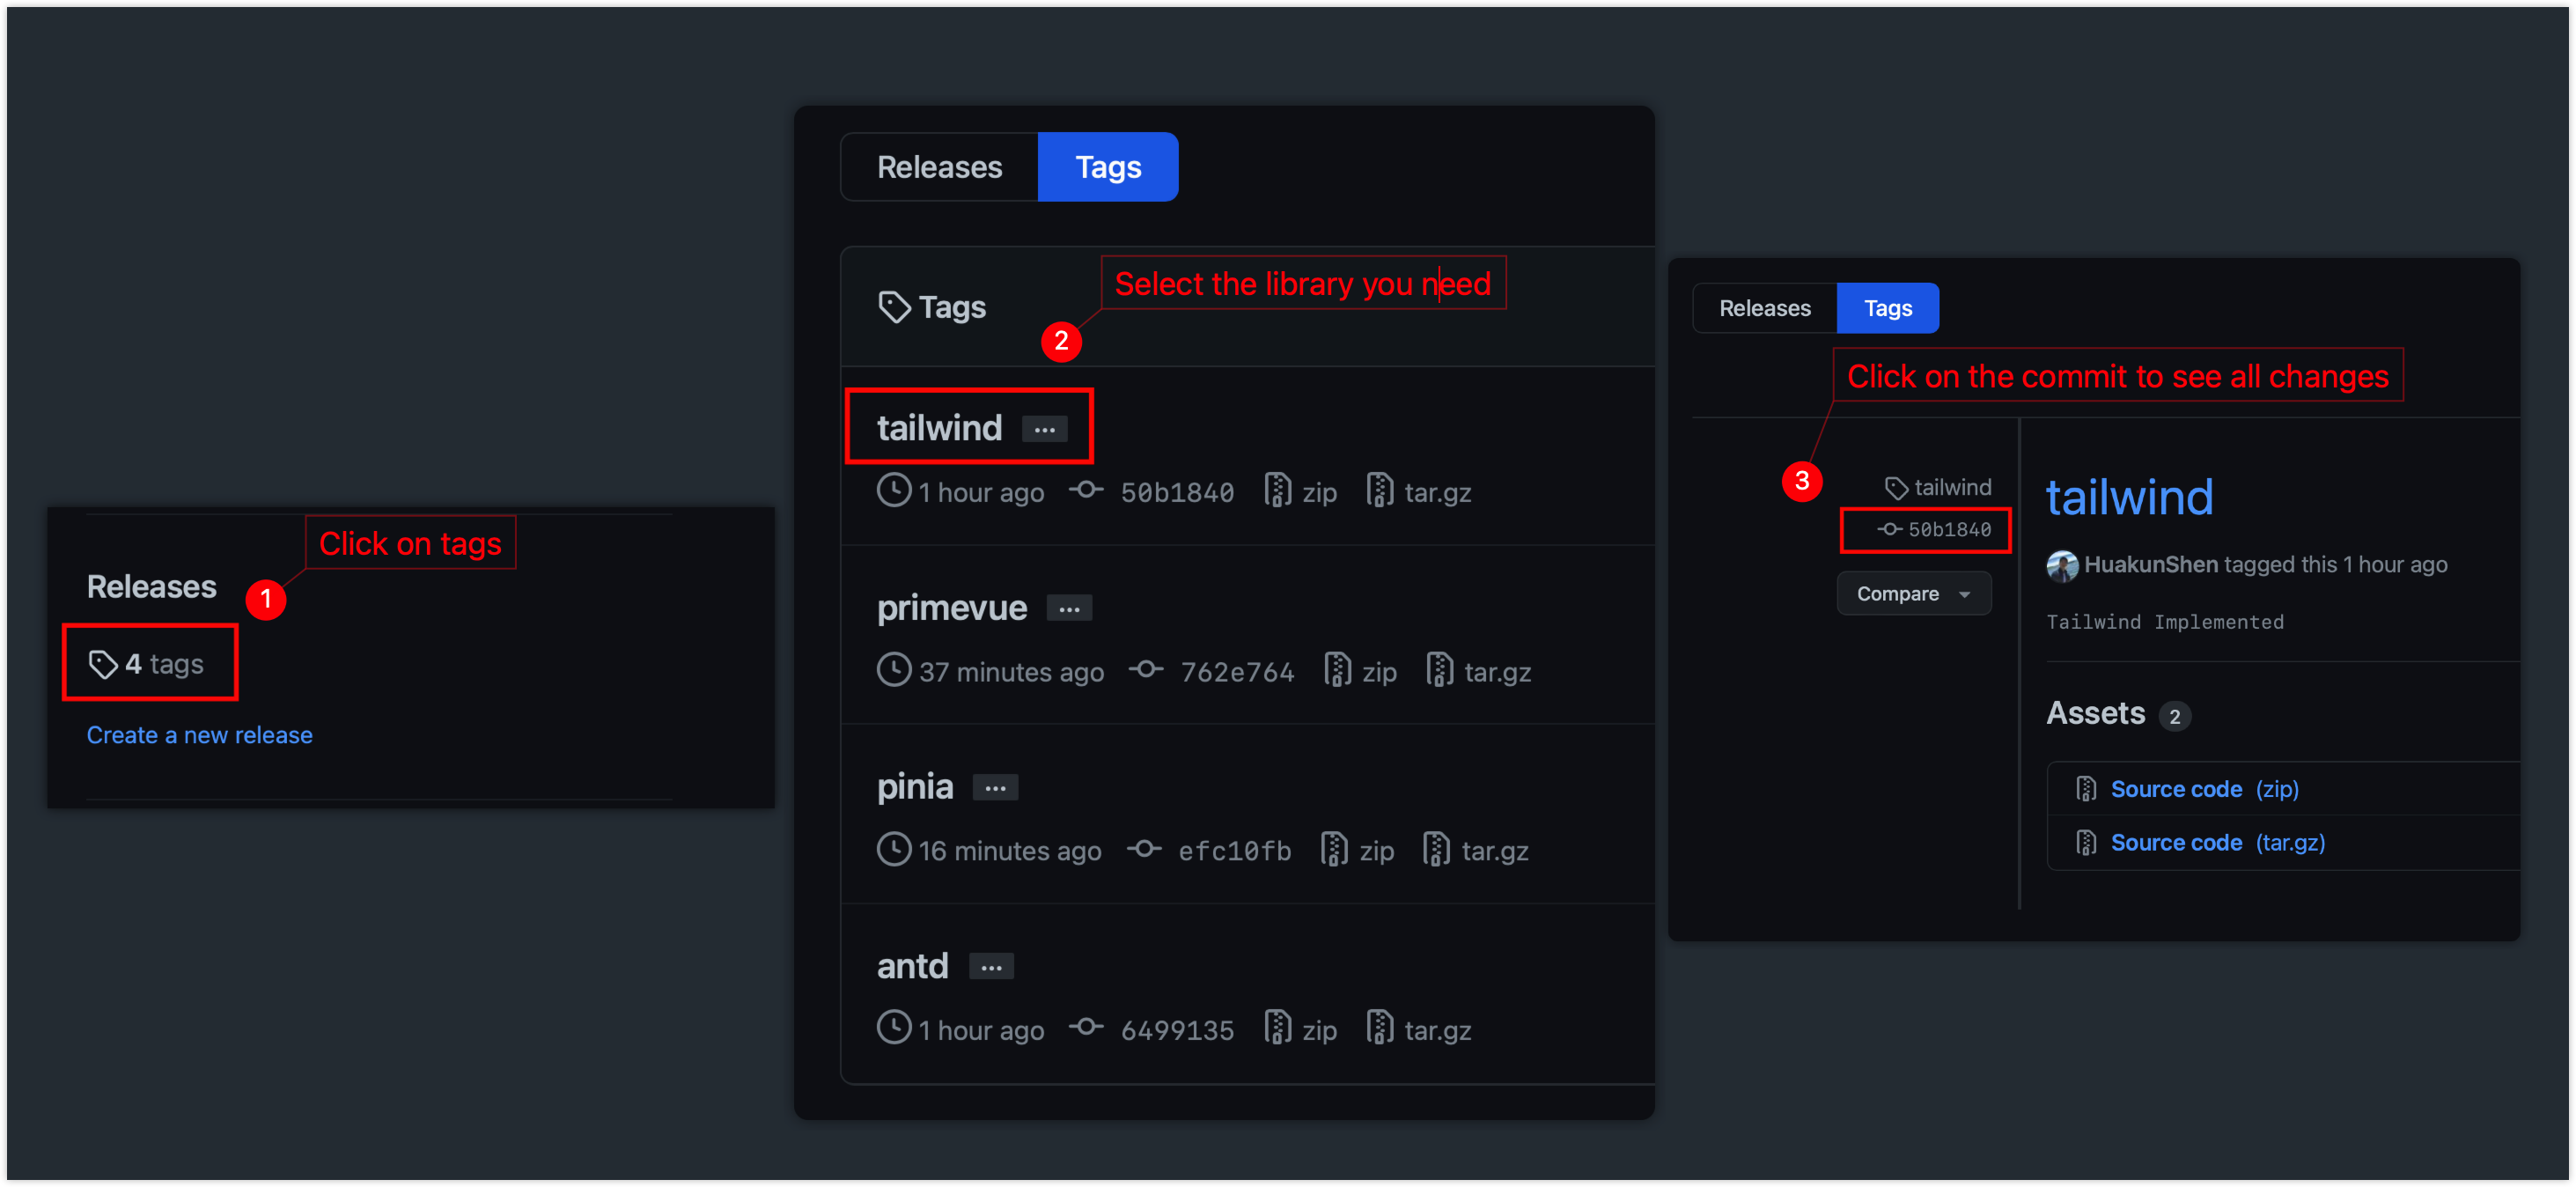 Click on tags
Releases
1
4 tags
Create a new release
Releases Tags
Select the library you need
Tags
2
tailwind ...
1 hour ago 50b1840 zip tar.gz
primevue ...
37 minutes ago 762e764 zip tar.gz
pinia ...
16 minutes ago efc10fb zip tar.gz
antd ...
1 hour ago 6499135 zip tar.gz
Releases Tags
Click on the commit to see all changes
3
tailwind
50b1840
Compare
tailwind
HuakunShen tagged this 1 hour ago
Tailwind Implemented
Assets 2
Source code (zip)
Source code (tar.gz)